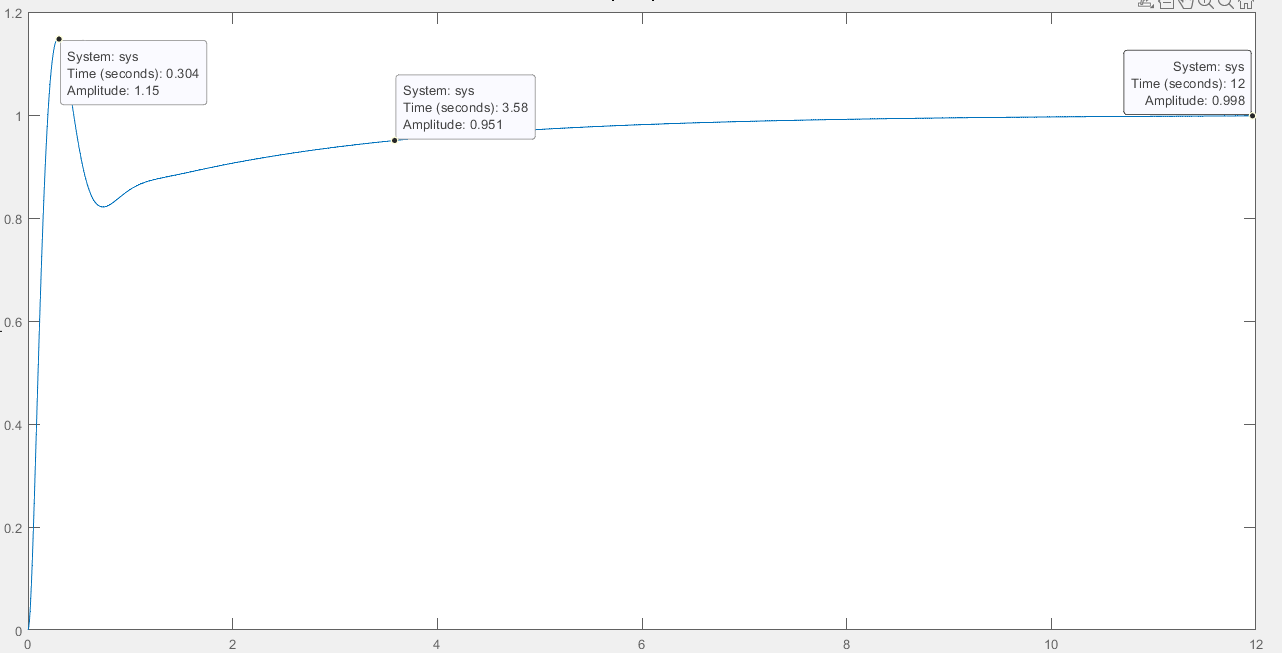 System: sys
Time (seconds): 0.304
Amplitude: 1.15
System: sys
Time (seconds): 3.58
Amplitude: 0.951
System: sys
Time (seconds): 12
Amplitude: 0.998
1.2
1
0.8
0.6
0.4
0.2
0
0
2
4
6
8
10
12